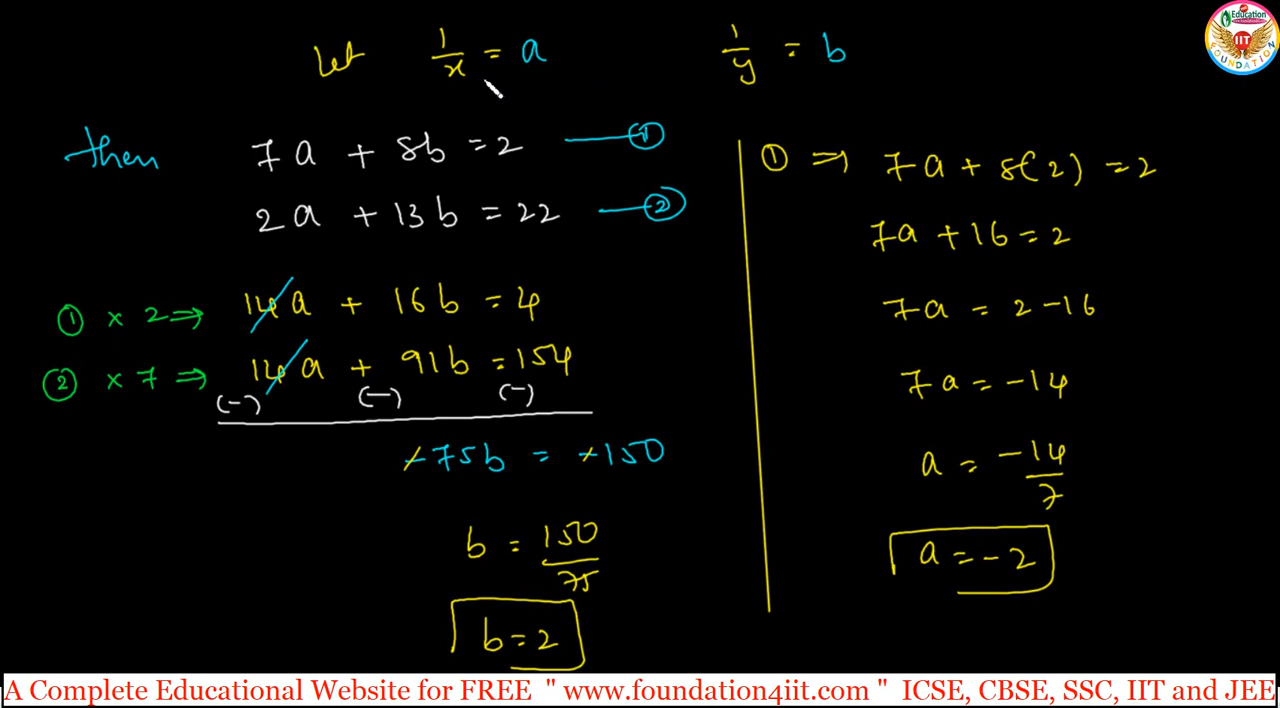 Let 1/x = a 1/y = b
then 7a + 8b = 2 —— ①
2a + 13b = 22 —— ②
① × 2 ⇒ 14a + 16b = 4
② × 7 ⇒ 14a + 91b = 154
(-) (-) (-)
-75b = -150
b = 150/75
b = 2
① ⇒ 7a + 8(2) = 2
7a + 16 = 2
7a = 2 - 16
7a = -14
a = -14/7
a = -2
Education
IIT
FOUNDATION
A Complete Educational Website for FREE " www.foundation4iit.com " ICSE, CBSE, SSC, IIT and JEE